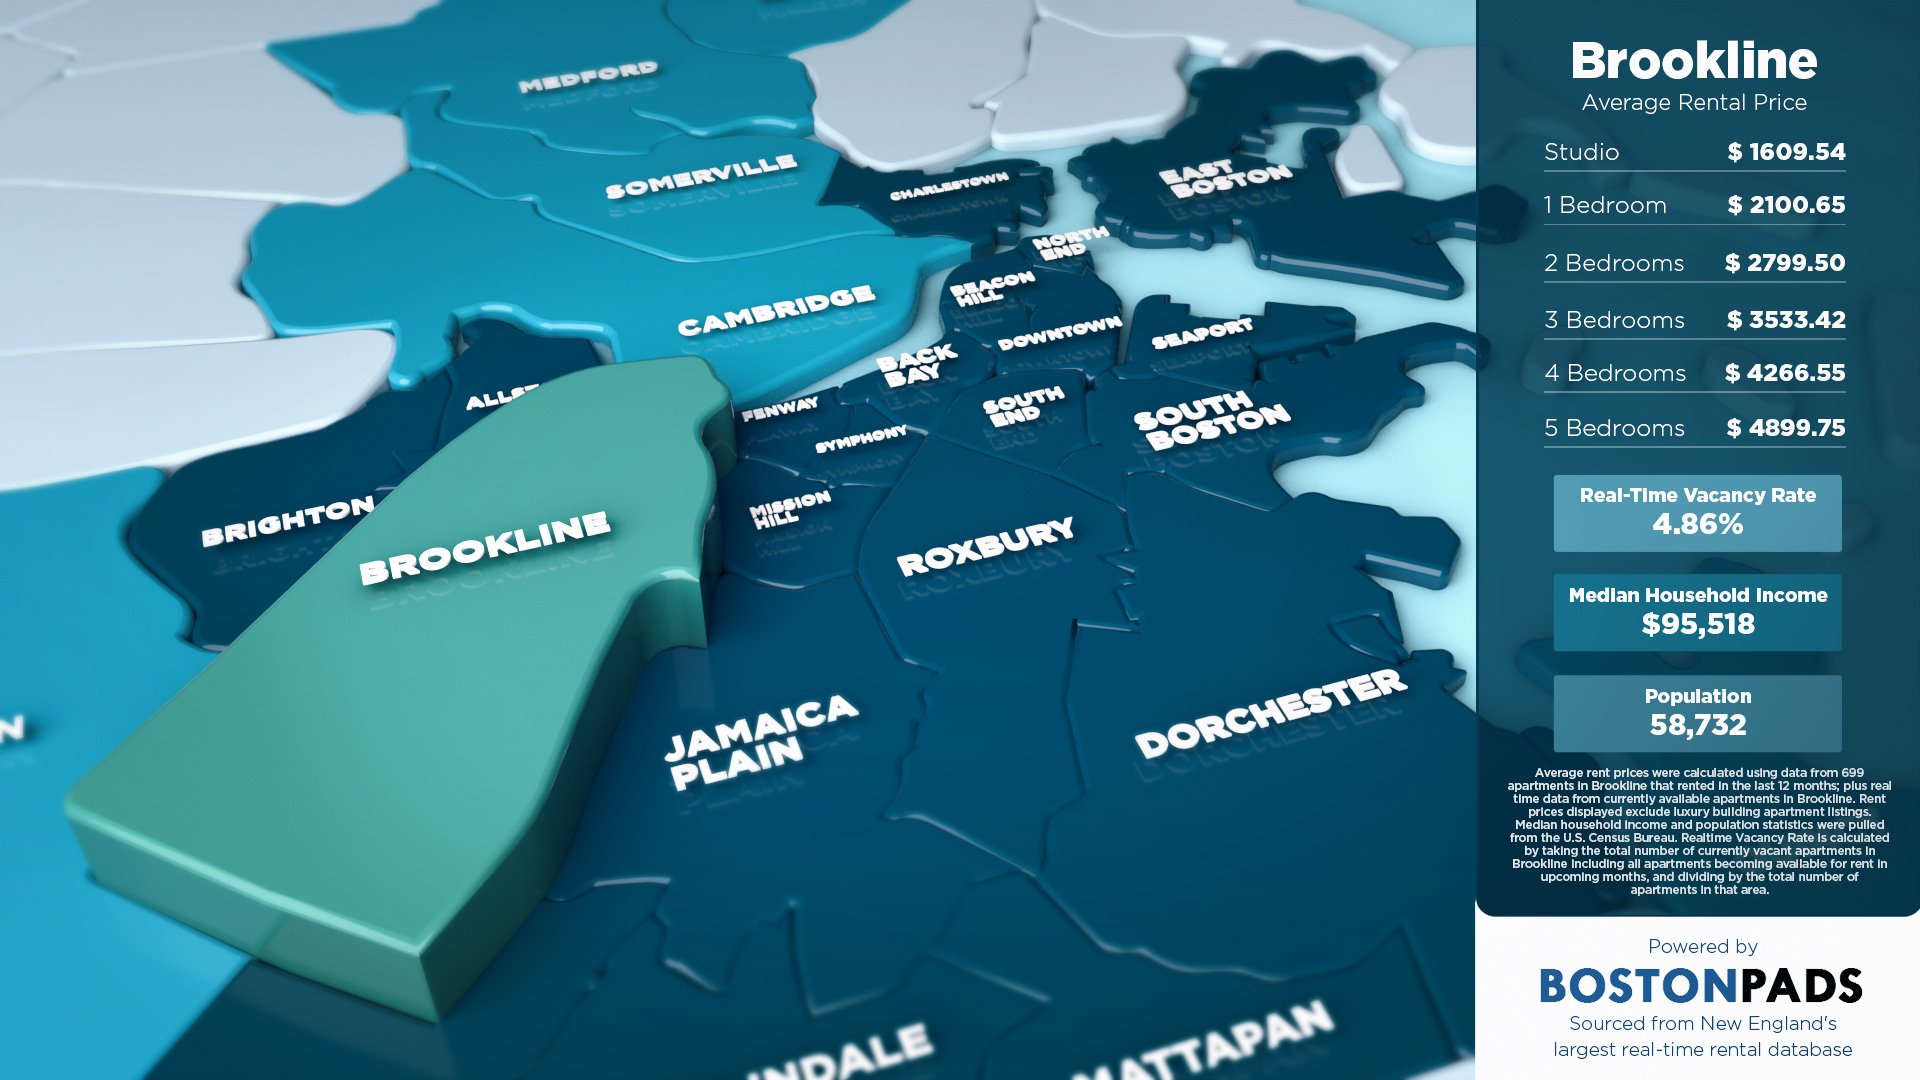 MEDFORD
SOMERVILLE
CHARLESTOWN
EAST
BOSTON
NORTH
END
BEACON
HILL
CAMBRIDGE
DOWNTOWN
SEAPORT
BACK
BAY
FENWAY
SOUTH
END
SOUTH
BOSTON
SYMPHONY
BRIGHTON
MISSION
HILL
BROOKLINE
ROXBURY
JAMAICA
PLAIN
DORCHESTER
MATTAPAN
Brookline
Average Rental Price
Studio $ 1609.54
1 Bedroom $ 2100.65
2 Bedrooms $ 2799.50
3 Bedrooms $ 3533.42
4 Bedrooms $ 4266.55
5 Bedrooms $ 4899.75
Real-Time Vacancy Rate
4.86%
Median Household Income
$95,518
Population
58,732
Average rent prices were calculated using data from 699
apartments in Brookline that rented in the last 12 months; plus real
time data from currently available apartments in Brookline. Rent
prices displayed exclude luxury building apartment listings.
Median household income and population statistics were pulled
from the U.S. Census Bureau. Realtime Vacancy Rate is calculated
by taking the total number of currently vacant apartments in
Brookline including all apartments becoming available for rent in
upcoming months, and dividing by the total number of
apartments in that area.
Powered by
BOSTONPADS
Sourced from New England's
largest real-time rental database